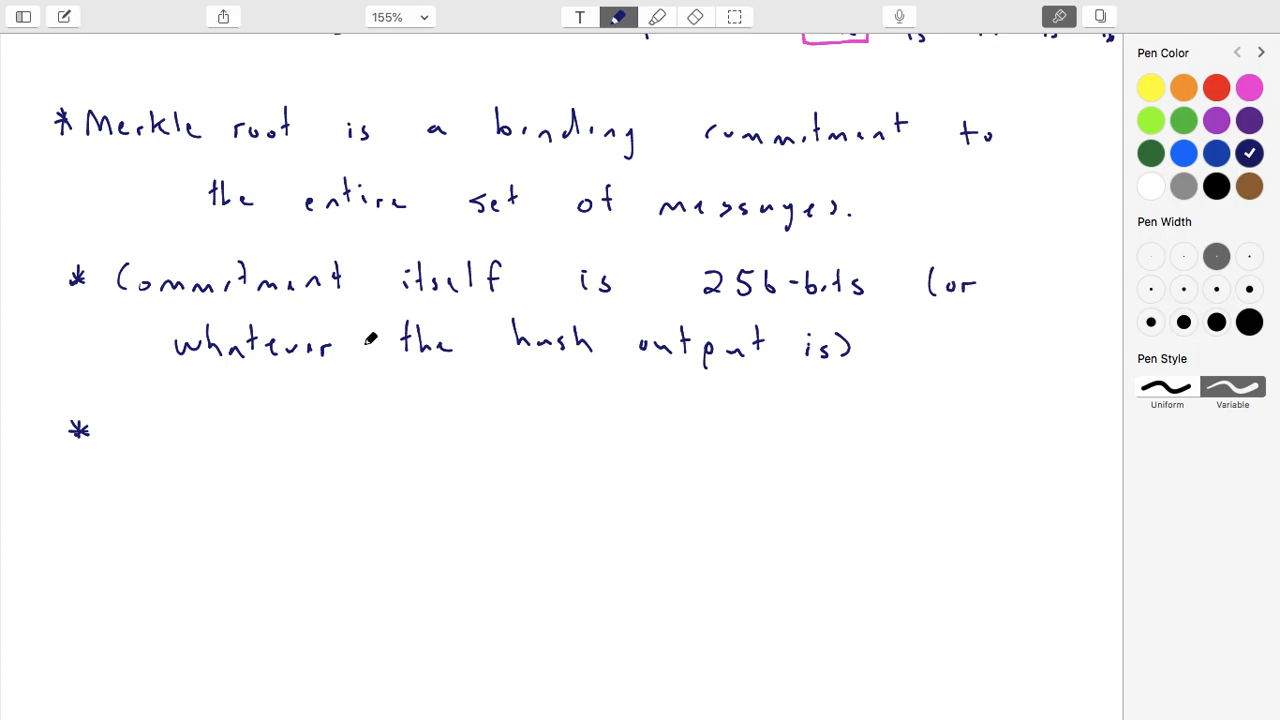 155%
T
Pen Color
is
* Merkle root is a binding commitment to
the entire set of messages.
* Commitment itself is 256-bits (or
whatever the hash output is)
*
Pen Width
Pen Style
Uniform Variable